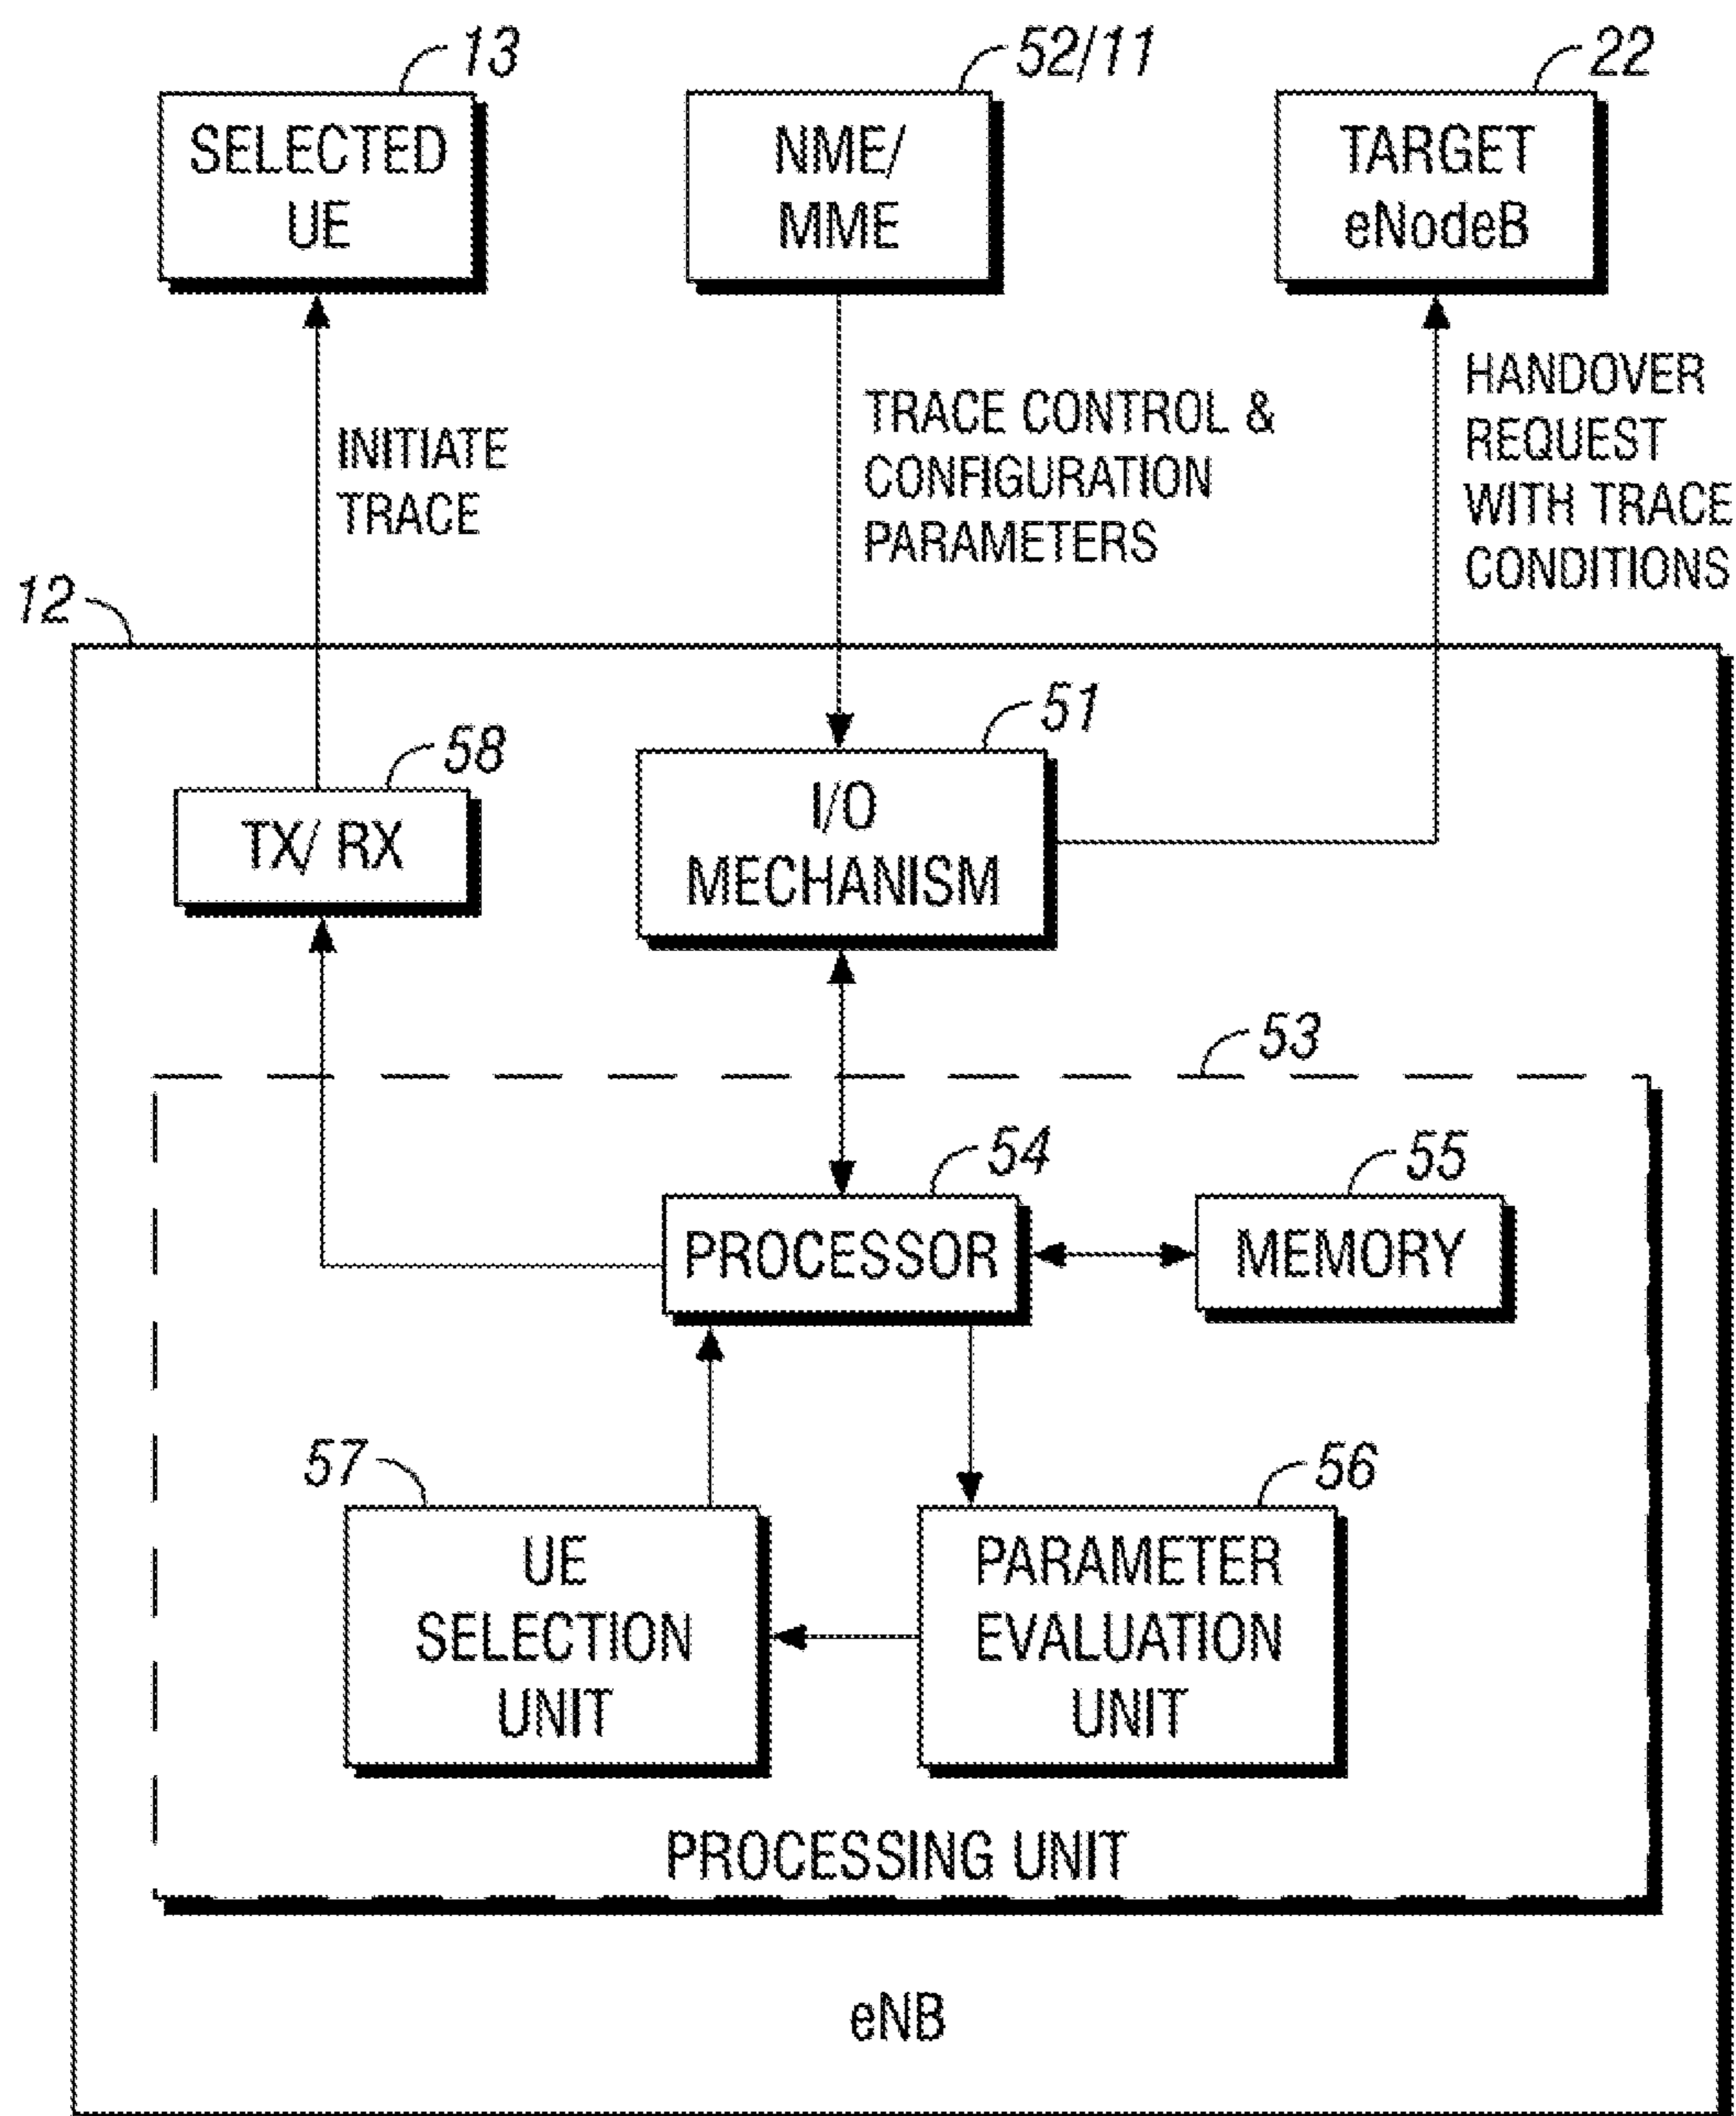 13
52/11
22
SELECTED
UE
NME/
MME
TARGET
eNodeB
INITIATE
TRACE
TRACE CONTROL &
CONFIGURATION
PARAMETERS
HANDOVER
REQUEST
WITH TRACE
CONDITIONS
12
58
51
TX/ RX
I/O
MECHANISM
53
54
55
PROCESSOR
MEMORY
57
56
UE
SELECTION
UNIT
PARAMETER
EVALUATION
UNIT
PROCESSING UNIT
eNB